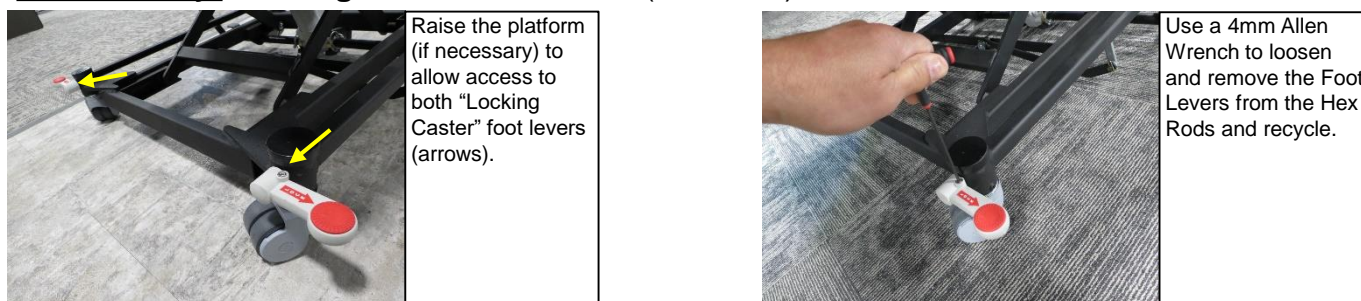 Raise the platform
(if necessary) to
allow access to
both “Locking
Caster” foot levers
(arrows).
Use a 4mm Allen
Wrench to loosen
and remove the Foot
Levers from the Hex
Rods and recycle.